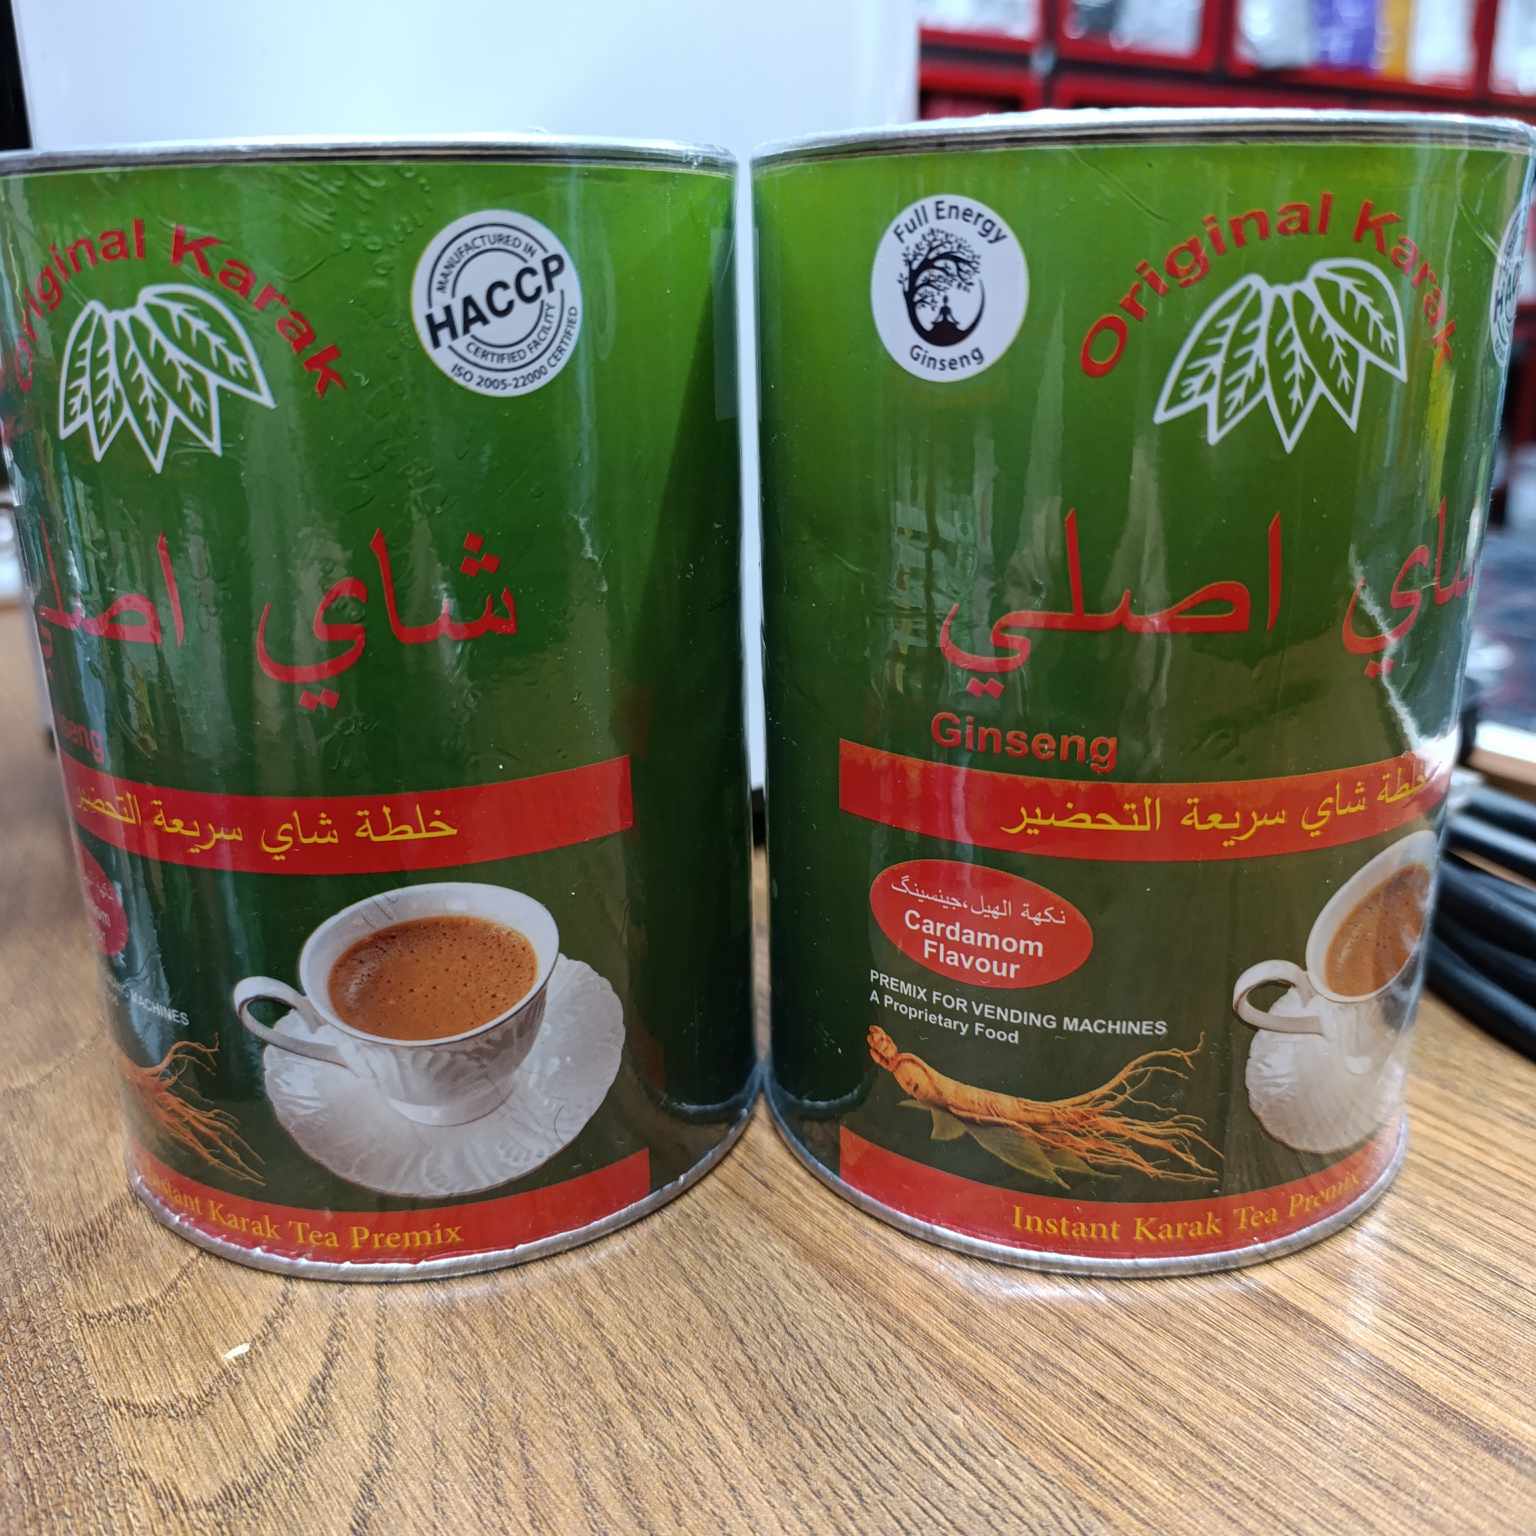 Original Karak
MANUFACTURED IN
HACCP
CERTIFIED FACILITY
ISO 2005-22000 CERTIFIED
شاي اصلي
خلطة شاي سريعة التحضير
MACHINES
Instant Karak Tea Premix
Full Energy
Ginseng
Original Karak
شاي اصلي
Ginseng
خلطة شاي سريعة التحضير
نكهة الهيل،جينسينگ
Cardamom
Flavour
PREMIX FOR VENDING MACHINES
A Proprietary Food
Instant Karak Tea Premix